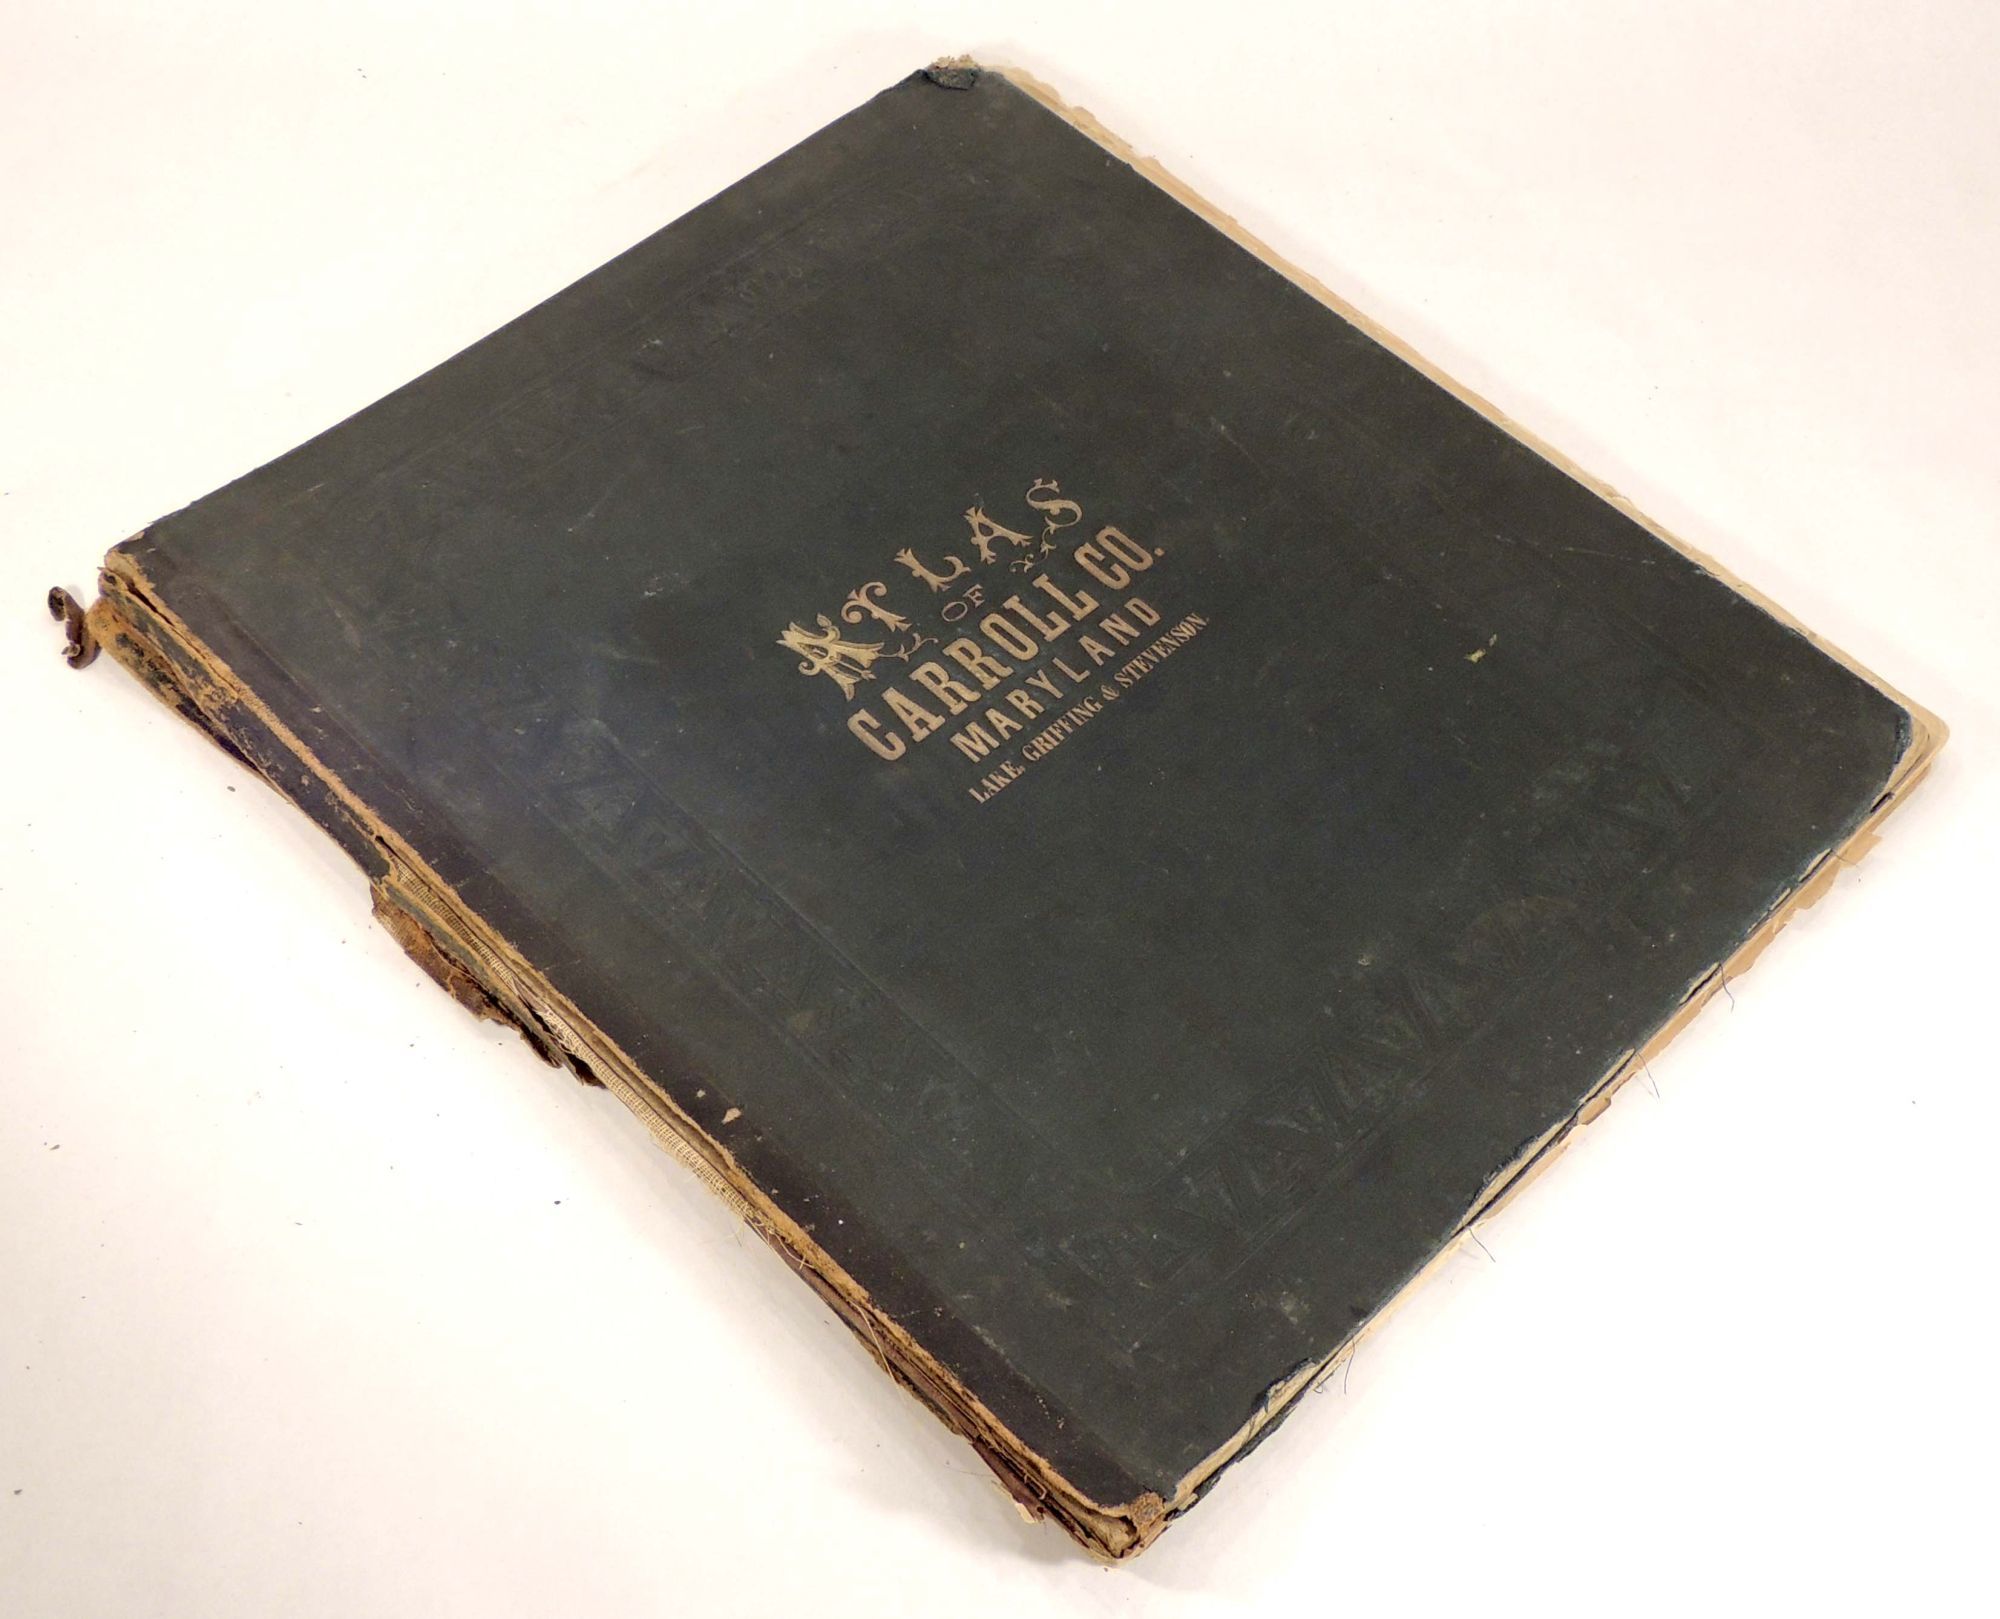 ATLAS
OF
CARROLL CO.
MARYLAND
LAKE, GRIFFING & STEVENSON.